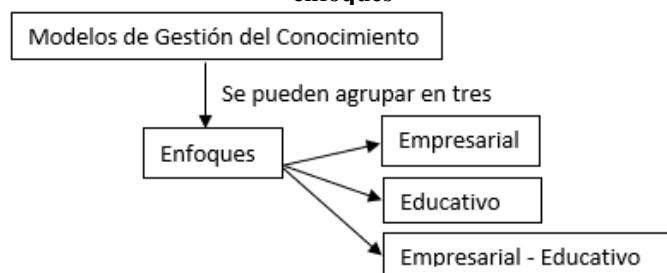 enfoques
Modelos de Gestión del Conocimiento
Se pueden agrupar en tres
Enfoques
Empresarial
Educativo
Empresarial - Educativo